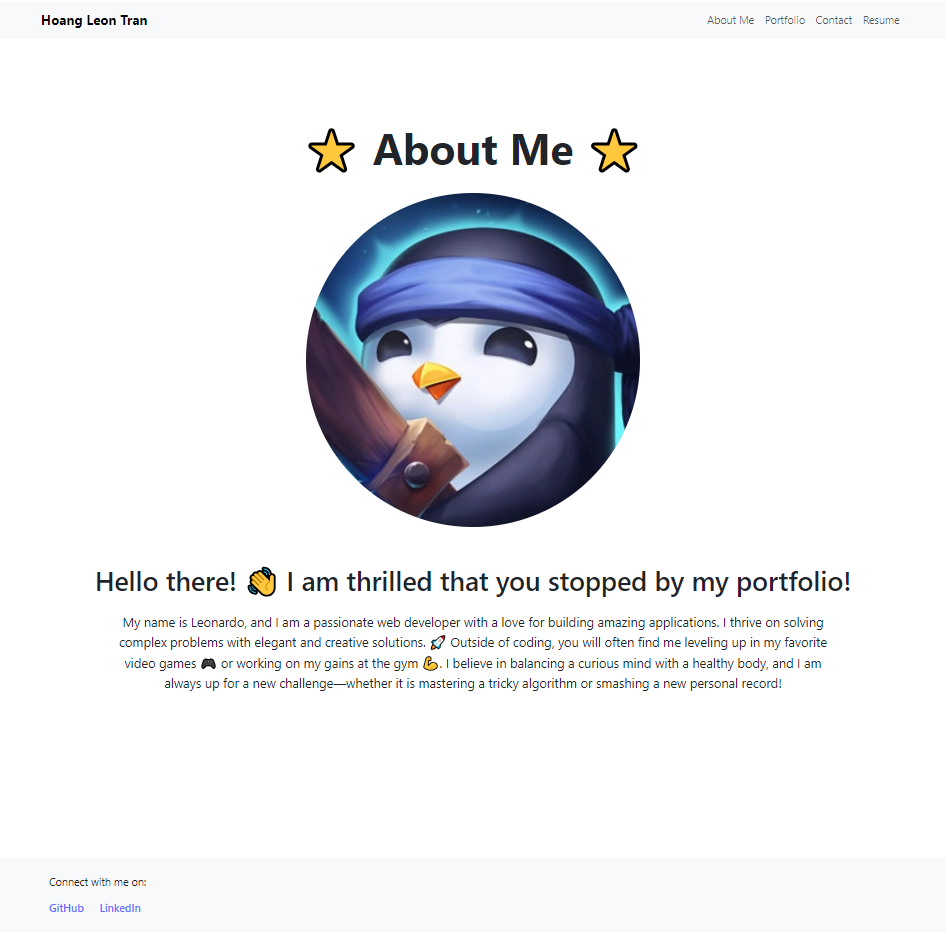 Hoang Leon Tran
About Me Portfolio Contact Resume
⭐ About Me ⭐
Hello there! 👋 I am thrilled that you stopped by my portfolio!
My name is Leonardo, and I am a passionate web developer with a love for building amazing applications. I thrive on solving
complex problems with elegant and creative solutions. 🚀 Outside of coding, you will often find me leveling up in my favorite
video games 🎮 or working on my gains at the gym 💪. I believe in balancing a curious mind with a healthy body, and I am
always up for a new challenge—whether it is mastering a tricky algorithm or smashing a new personal record!
Connect with me on:
GitHub LinkedIn